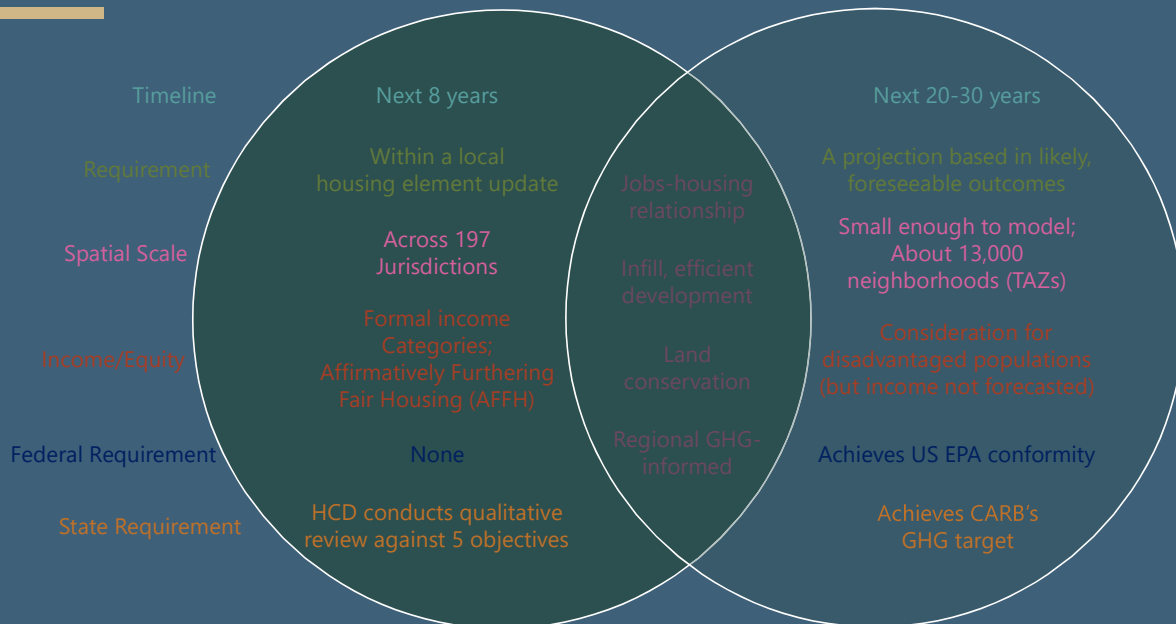 Timeline
Next 8 years
Next 20-30 years
Requirement
Within a local
housing element update
A projection based in likely,
foreseeable outcomes
Spatial Scale
Across 197
Jurisdictions
Small enough to model;
About 13,000
neighborhoods (TAZs)
Income/Equity
Formal income
Categories;
Affirmatively Furthering
Fair Housing (AFFH)
Consideration for
disadvantaged populations
(but income not forecasted)
Federal Requirement
None
Achieves US EPA conformity
State Requirement
HCD conducts qualitative
review against 5 objectives
Achieves CARB's
GHG target
Jobs-housing
relationship
Infill, efficient
development
Land
conservation
Regional GHG-
informed